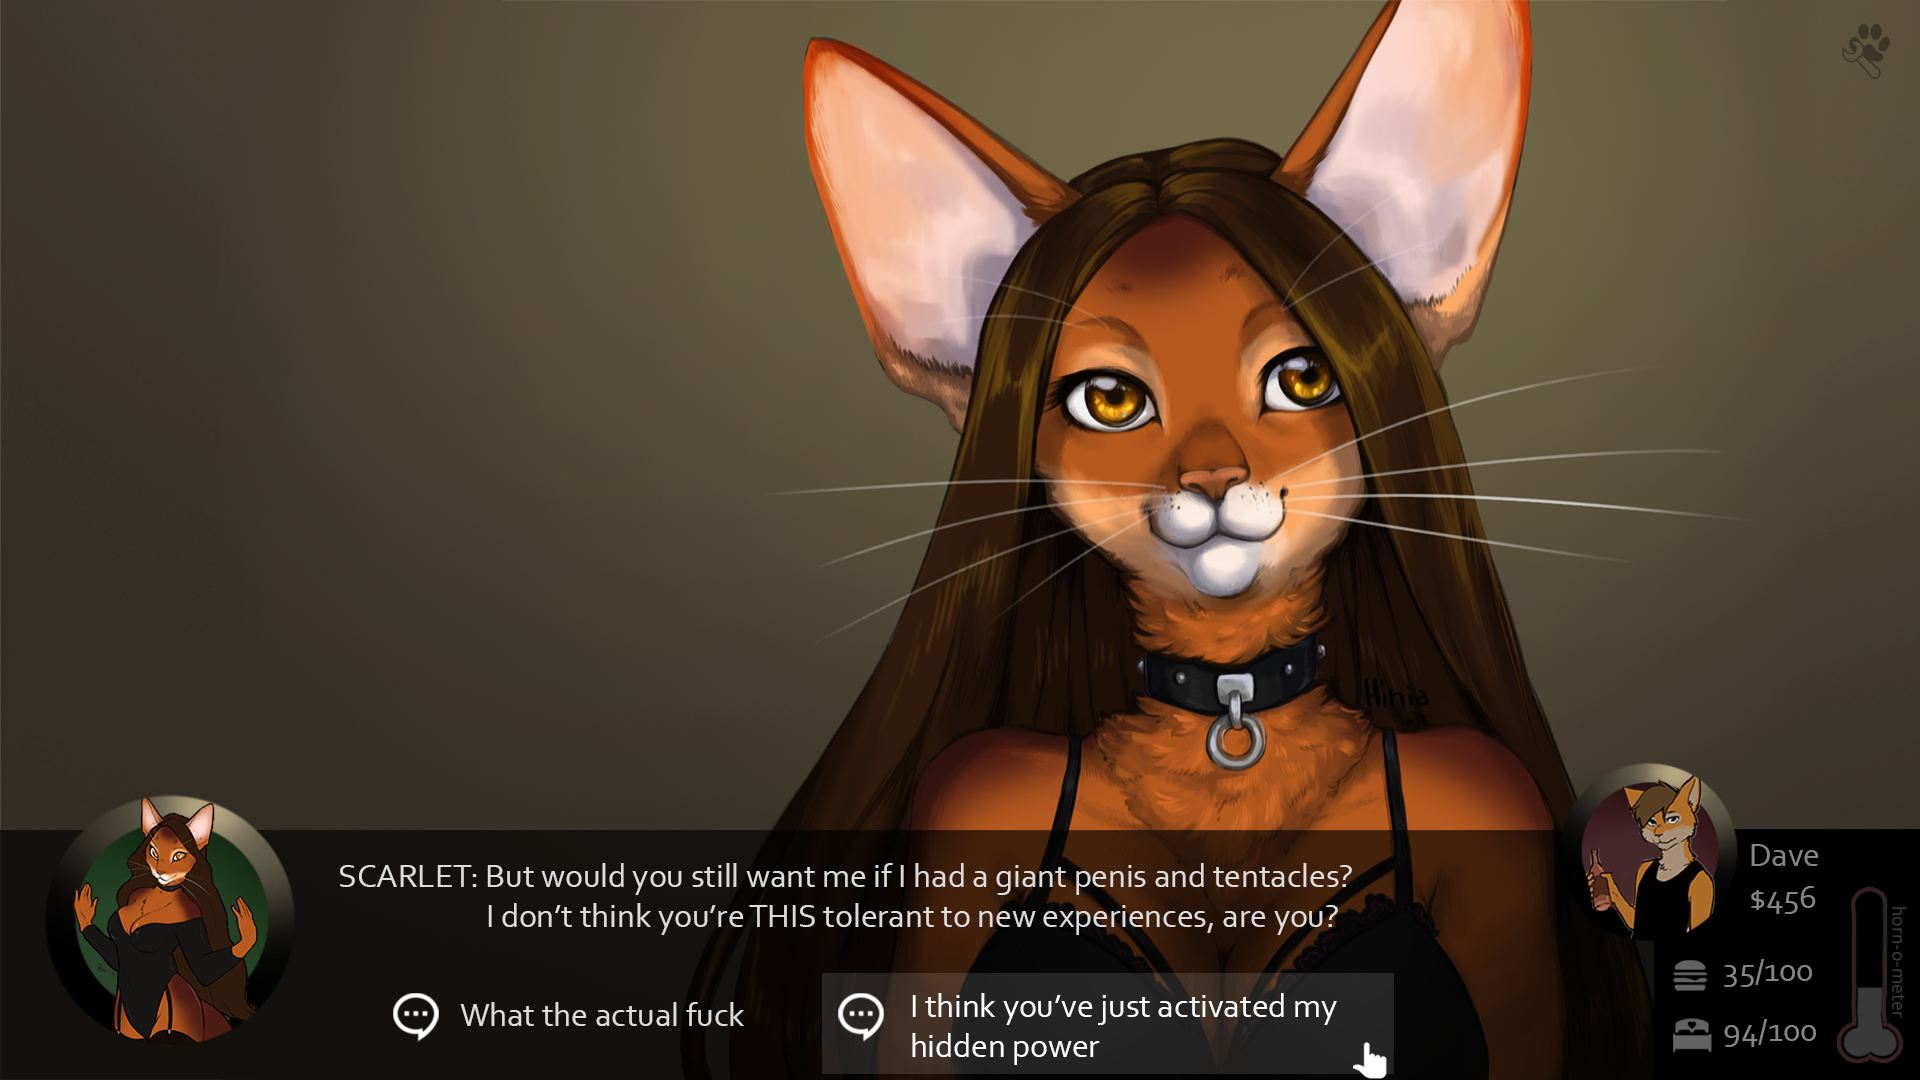 Hinia
SCARLET: But would you still want me if I had a giant penis and tentacles?
I don't think you're THIS tolerant to new experiences, are you?
What the actual fuck
I think you've just activated my
hidden power
Dave
$456
35/100
94/100
horn-o-meter